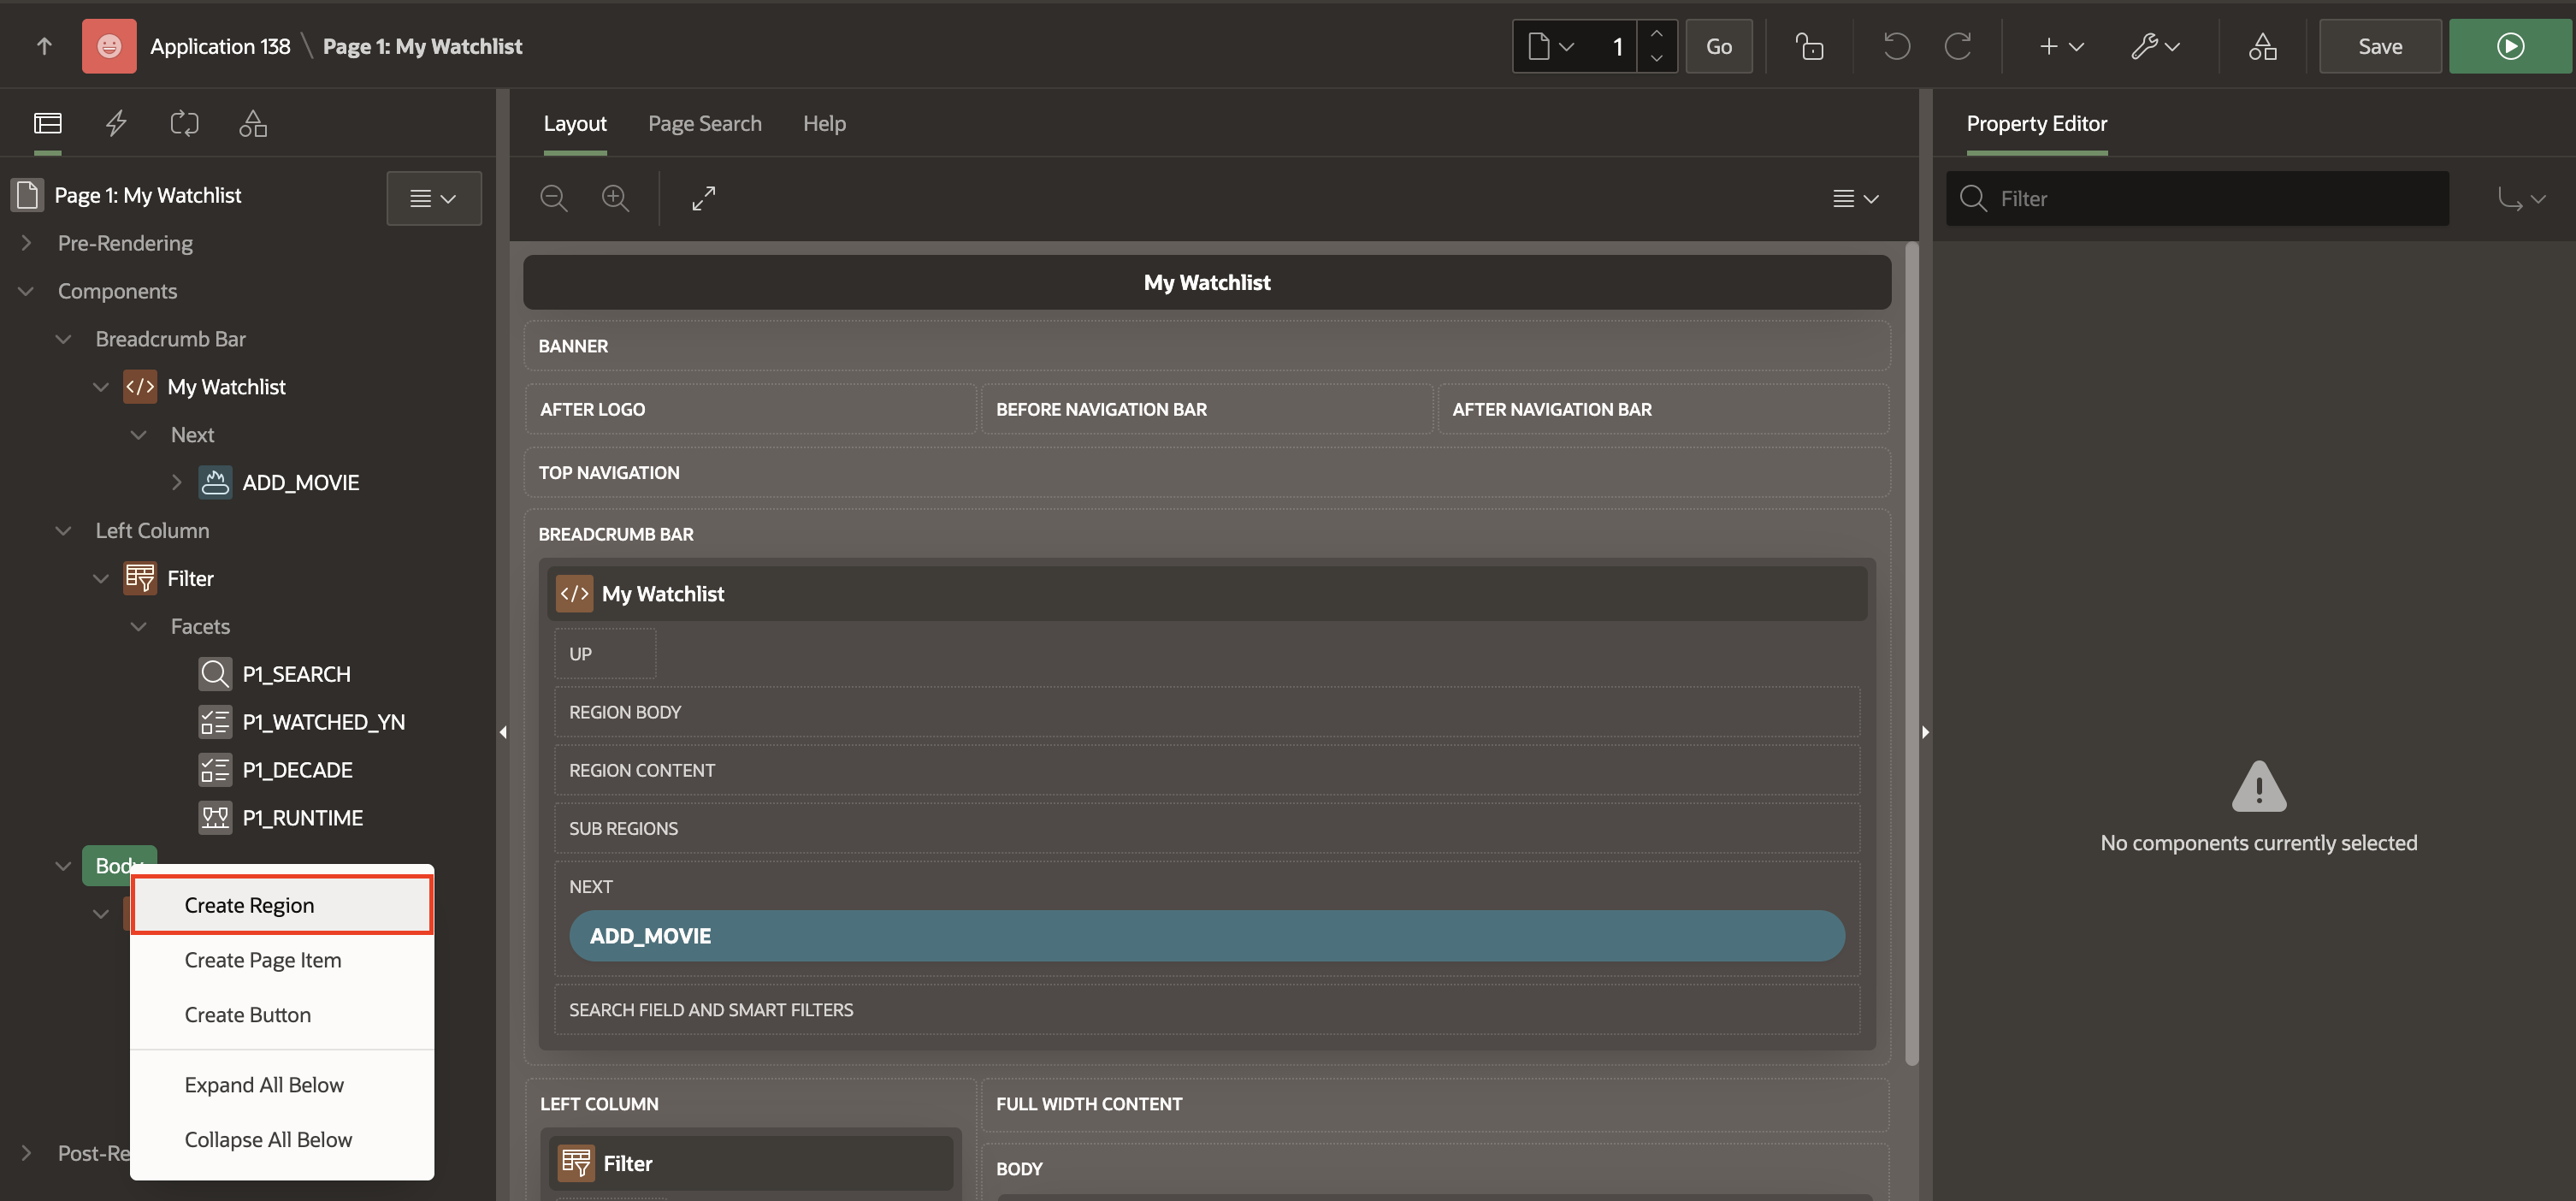 Application 138 \ Page 1: My Watchlist
1
Go
Save
Layout
Page Search
Help
Property Editor
Page 1: My Watchlist
Filter
Pre-Rendering
Components
Breadcrumb Bar
My Watchlist
Next
ADD_MOVIE
Left Column
Filter
Facets
P1_SEARCH
P1_WATCHED_YN
P1_DECADE
P1_RUNTIME
Body
Create Region
Create Page Item
Create Button
Expand All Below
Collapse All Below
Post-Re
My Watchlist
BANNER
AFTER LOGO
BEFORE NAVIGATION BAR
AFTER NAVIGATION BAR
TOP NAVIGATION
BREADCRUMB BAR
</> My Watchlist
UP
REGION BODY
REGION CONTENT
SUB REGIONS
NEXT
ADD_MOVIE
SEARCH FIELD AND SMART FILTERS
LEFT COLUMN
Filter
FULL WIDTH CONTENT
BODY
No components currently selected